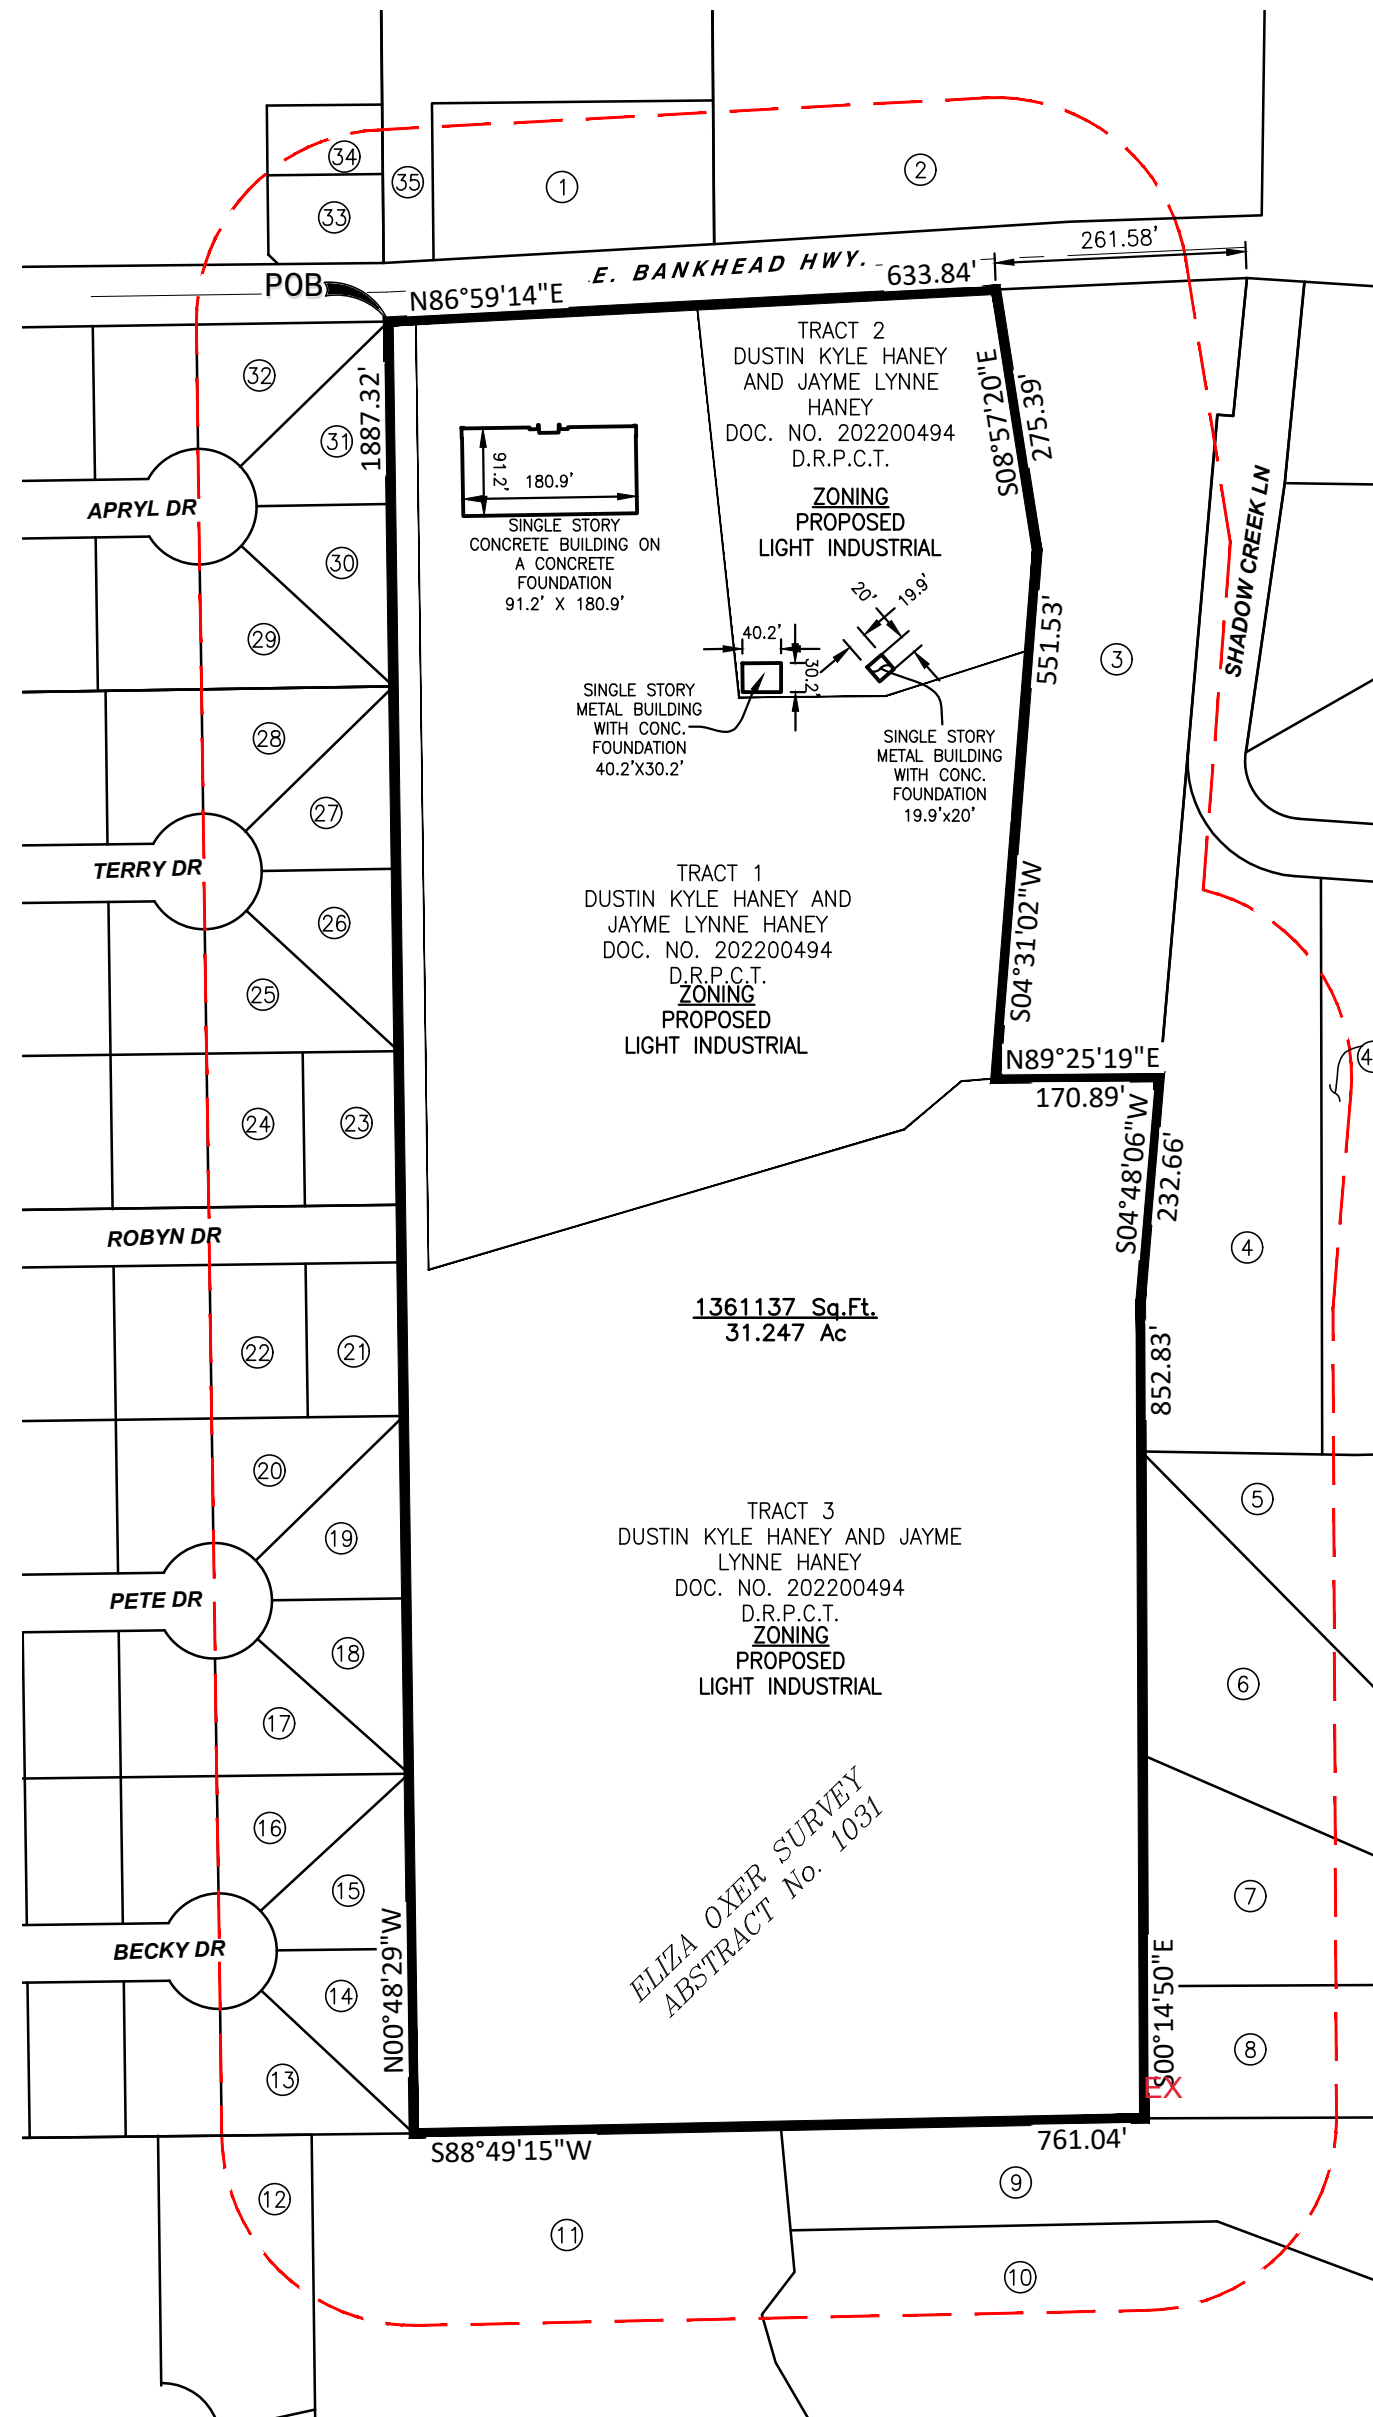 34
35
1
2
33
261.58'
E. BANKHEAD HWY.
633.84'
POB
N86°59'14"E
TRACT 2
DUSTIN KYLE HANEY
AND JAYME LYNNE
HANEY
DOC. NO. 202200494
D.R.P.C.T.
ZONING
PROPOSED
LIGHT INDUSTRIAL
S08°57'20"E
275.39'
32
31
1887.32'
91.2'
180.9'
SINGLE STORY
CONCRETE BUILDING ON
A CONCRETE
FOUNDATION
91.2' X 180.9'
APRYL DR
30
29
SHADOW CREEK LN
20'
19.9'
40.2'
30.2'
551.53'
3
SINGLE STORY
METAL BUILDING
WITH CONC.
FOUNDATION
40.2'X30.2'
SINGLE STORY
METAL BUILDING
WITH CONC.
FOUNDATION
19.9'x20'
28
27
TERRY DR
26
25
TRACT 1
DUSTIN KYLE HANEY AND
JAYME LYNNE HANEY
DOC. NO. 202200494
D.R.P.C.T.
ZONING
PROPOSED
LIGHT INDUSTRIAL
S04°31'02"W
N89°25'19"E
170.89'
4
24
23
S04°48'06"W
232.66'
ROBYN DR
4
1361137 Sq.Ft.
31.247 Ac
22
21
852.83'
20
19
5
TRACT 3
DUSTIN KYLE HANEY AND JAYME
LYNNE HANEY
DOC. NO. 202200494
D.R.P.C.T.
ZONING
PROPOSED
LIGHT INDUSTRIAL
PETE DR
18
17
6
16
15
7
ELIZA OXER SURVEY
ABSTRACT No. 1031
BECKY DR
N00°48'29"W
14
13
S00°14'50"E
8
EX
S88°49'15"W
761.04'
12
11
9
10